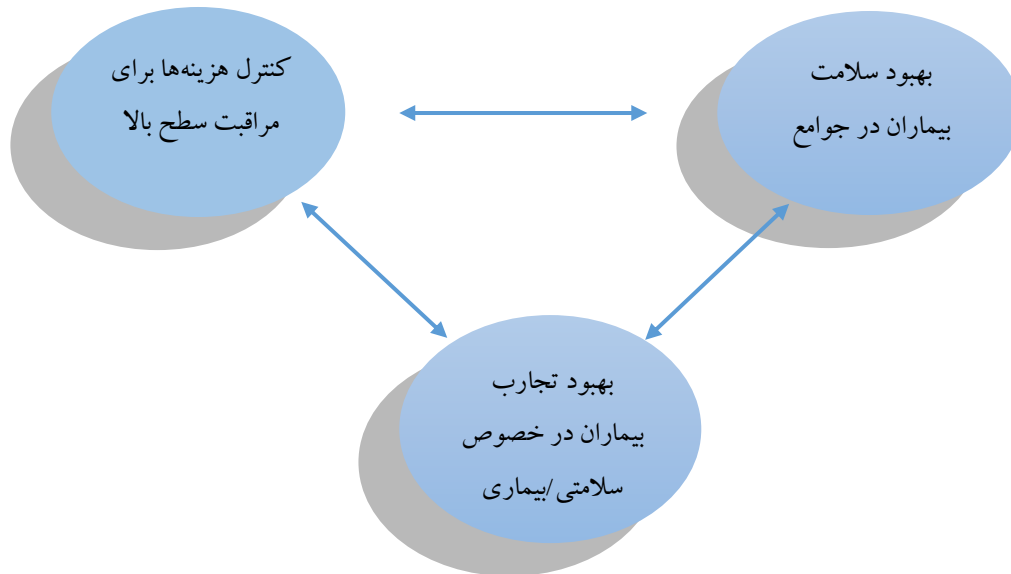 بهبود سلامت
بیماران در جوامع
کنترل هزینه‌ها برای
مراقبت سطح بالا
بهبود تجارب
بیماران در خصوص
سلامتی/بیماری